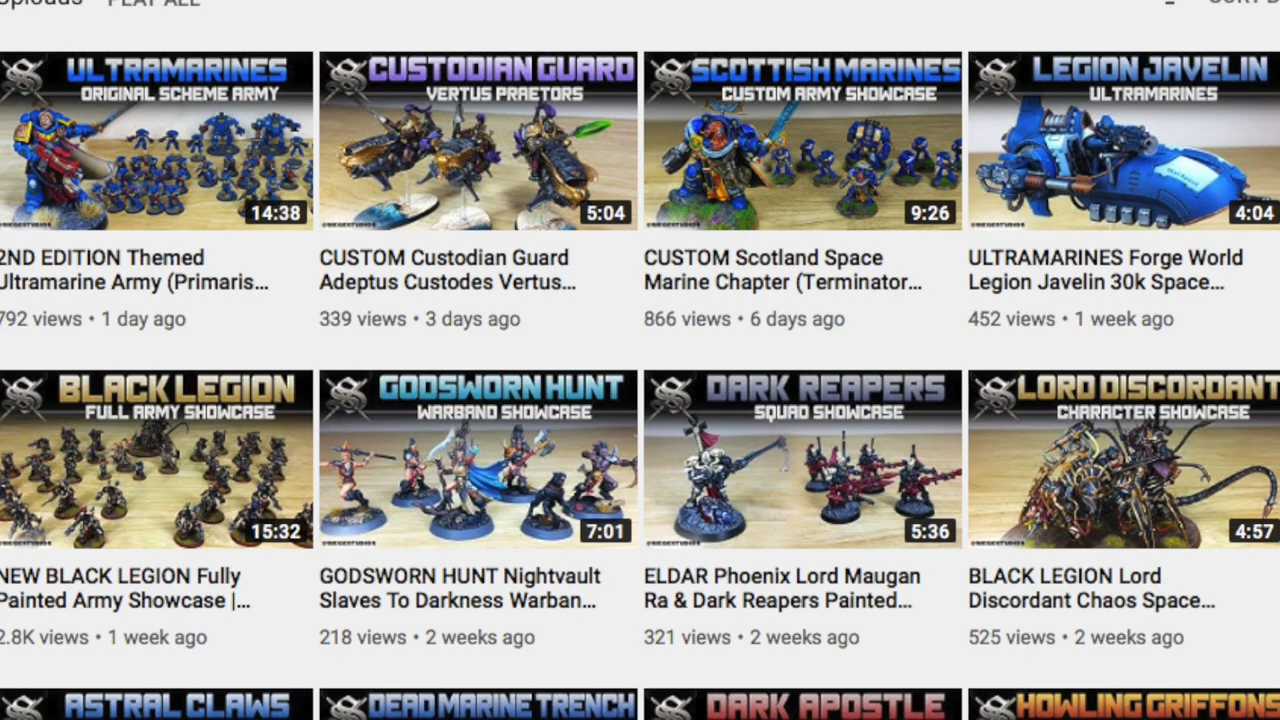 Uploads PLAY ALL
ULTRAMARINES
ORIGINAL SCHEME ARMY
14:38
CUSTODIAN GUARD
VERTUS PRAETORS
5:04
SCOTTISH MARINES
CUSTOM ARMY SHOWCASE
9:26
LEGION JAVELIN
ULTRAMARINES
4:04
2ND EDITION Themed
Ultramarine Army (Primaris...
792 views • 1 day ago
CUSTOM Custodian Guard
Adeptus Custodes Vertus...
339 views • 3 days ago
CUSTOM Scotland Space
Marine Chapter (Terminator...
866 views • 6 days ago
ULTRAMARINES Forge World
Legion Javelin 30k Space...
452 views • 1 week ago
BLACK LEGION
FULL ARMY SHOWCASE
15:32
GODSWORN HUNT
WARBAND SHOWCASE
7:01
DARK REAPERS
SQUAD SHOWCASE
5:36
LORD DISCORDANT
CHARACTER SHOWCASE
4:57
NEW BLACK LEGION Fully
Painted Army Showcase |...
2.8K views • 1 week ago
GODSWORN HUNT Nightvault
Slaves To Darkness Warban...
218 views • 2 weeks ago
ELDAR Phoenix Lord Maugan
Ra & Dark Reapers Painted...
321 views • 2 weeks ago
BLACK LEGION Lord
Discordant Chaos Space...
525 views • 2 weeks ago
ASTRAL CLAWS
DEAD MARINE TRENCH
DARK APOSTLE
HOWLING GRIFFONS